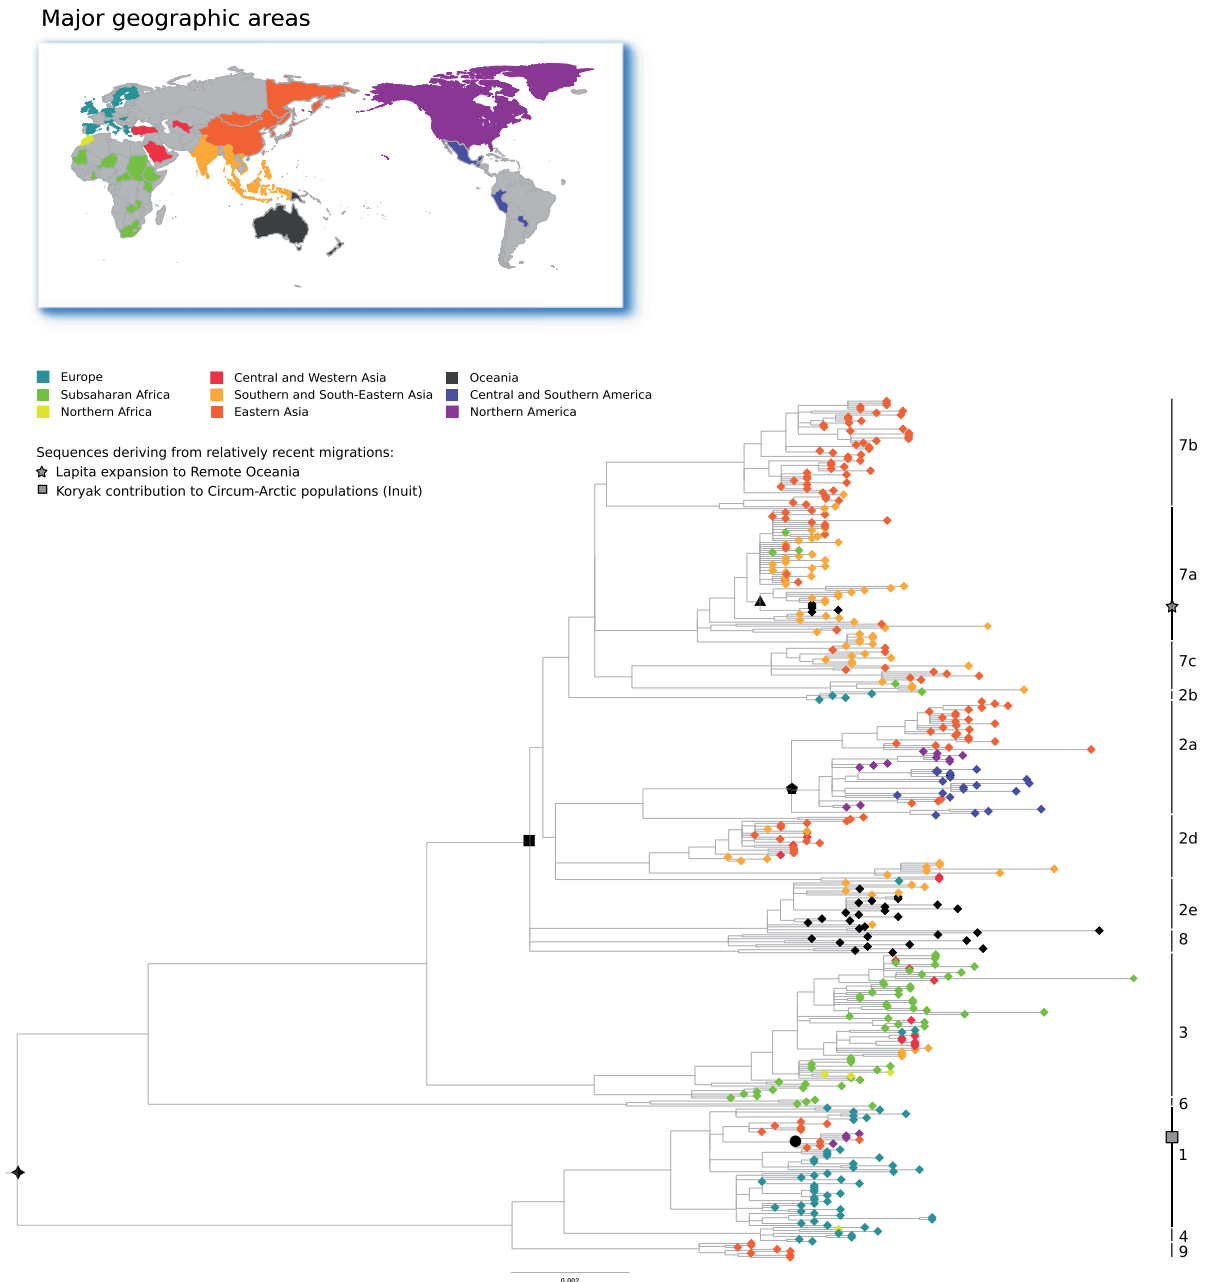 Major geographic areas
Europe
Central and Western Asia
Oceania
Subsaharan Africa
Southern and South-Eastern Asia
Central and Southern America
Northern Africa
Eastern Asia
Northern America
Sequences deriving from relatively recent migrations:
Lapita expansion to Remote Oceania
Koryak contribution to Circum-Arctic populations (Inuit)
7b
7a
7c
2b
2a
2d
2e
8
3
6
1
4
9
0.002